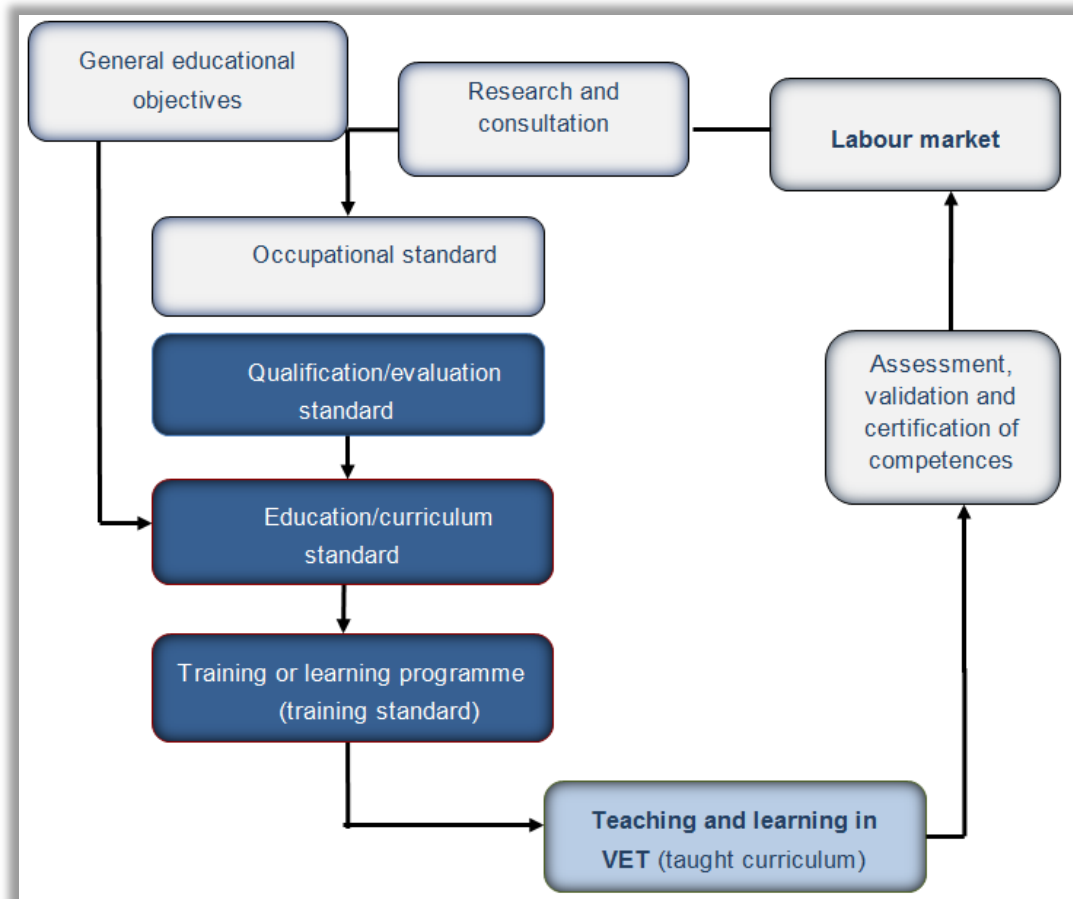 General educational
objectives
Research and
consultation
Labour market
Occupational standard
Qualification/evaluation
standard
Assessment,
validation and
certification of
competences
Education/curriculum
standard
Training or learning programme
(training standard)
Teaching and learning in
VET (taught curriculum)